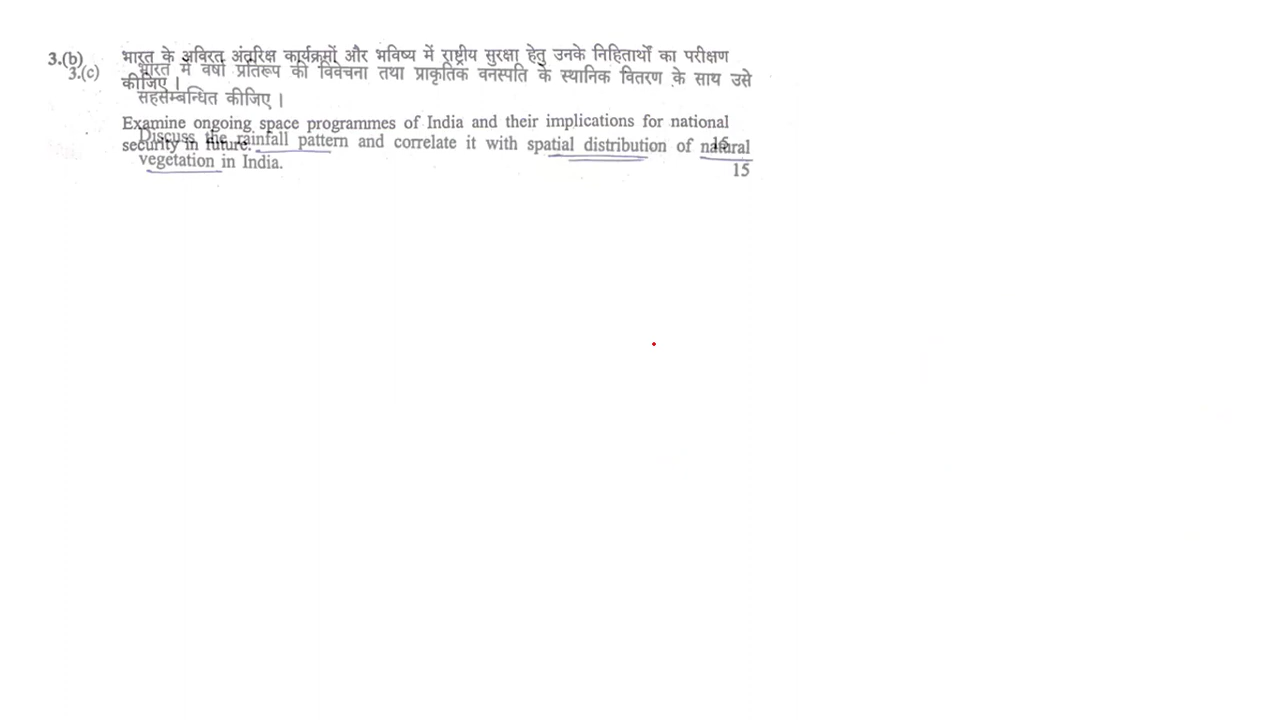 3.(b) भारत के अविरत अंतरिक्ष कार्यक्रमों और भविष्य में राष्ट्रीय सुरक्षा हेतु उनके निहितार्थों का परीक्षण
3.(c) भारत में वर्षा प्रतिरूप की विवेचना तथा प्राकृतिक वनस्पति के स्थानिक वितरण के साथ उसे
कीजिए ।
सहसम्बन्धित कीजिए ।
Examine ongoing space programmes of India and their implications for national
Discuss the rainfall pattern and correlate it with spatial distribution of natural
security in future. 15
vegetation in India.
15